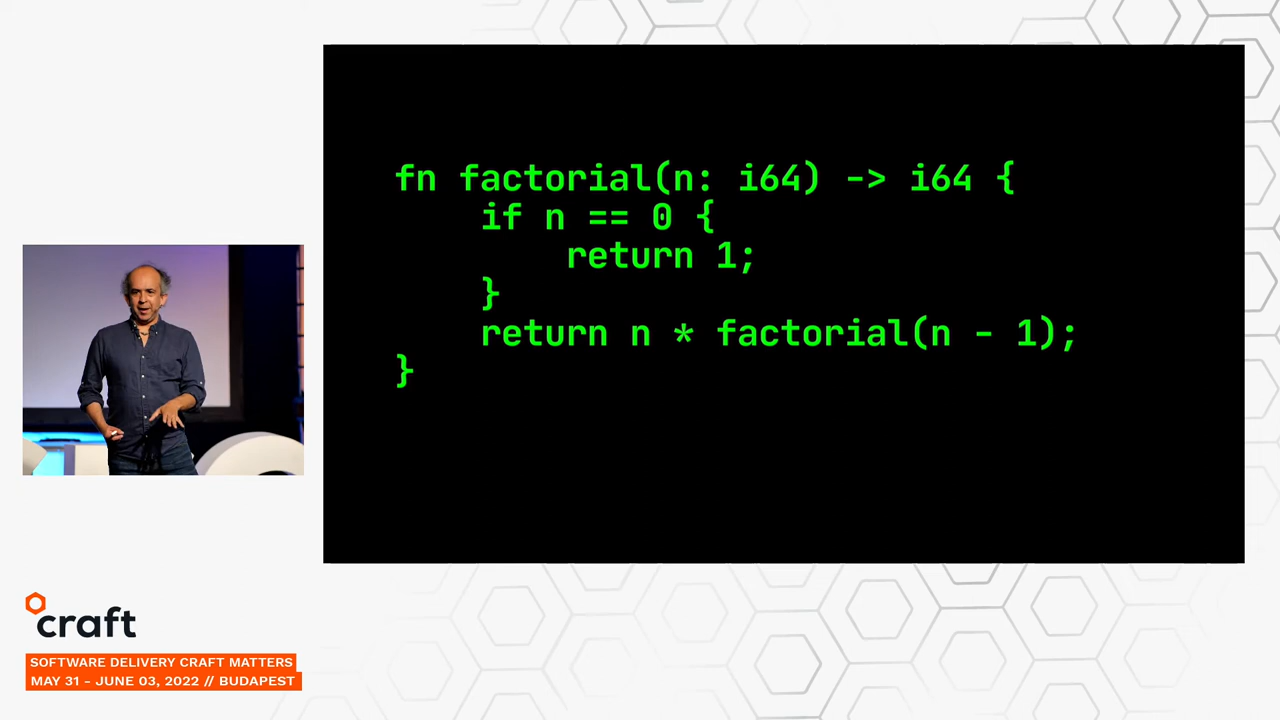 fn factorial(n: i64) -> i64 {
    if n == 0 {
        return 1;
    }
    return n * factorial(n - 1);
}
craft
SOFTWARE DELIVERY CRAFT MATTERS
MAY 31 - JUNE 03, 2022 // BUDAPEST